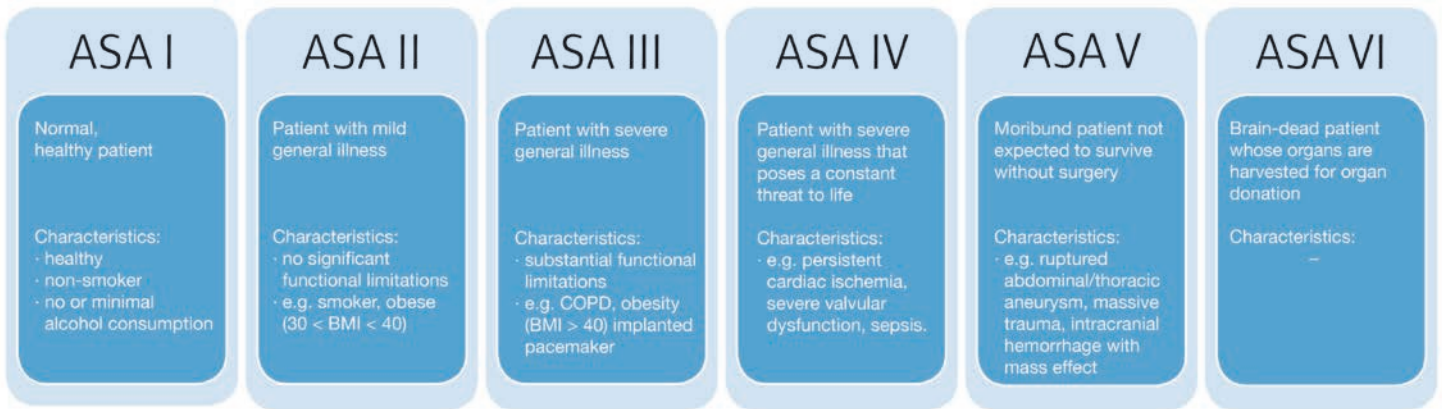 ASA I
Normal,
healthy patient
Characteristics:
· healthy
· non-smoker
· no or minimal
alcohol consumption
ASA II
Patient with mild
general illness
Characteristics:
· no significant
functional limitations
· e.g. smoker, obese
(30 < BMI < 40)
ASA III
Patient with severe
general illness
Characteristics:
· substantial functional
limitations
· e.g. COPD, obesity
(BMI > 40) implanted
pacemaker
ASA IV
Patient with severe
general illness that
poses a constant
threat to life
Characteristics:
· e.g. persistent
cardiac ischemia,
severe valvular
dysfunction, sepsis.
ASA V
Moribund patient not
expected to survive
without surgery
Characteristics:
· e.g. ruptured
abdominal/thoracic
aneurysm, massive
trauma, intracranial
hemorrhage with
mass effect
ASA VI
Brain-dead patient
whose organs are
harvested for organ
donation
Characteristics:
–